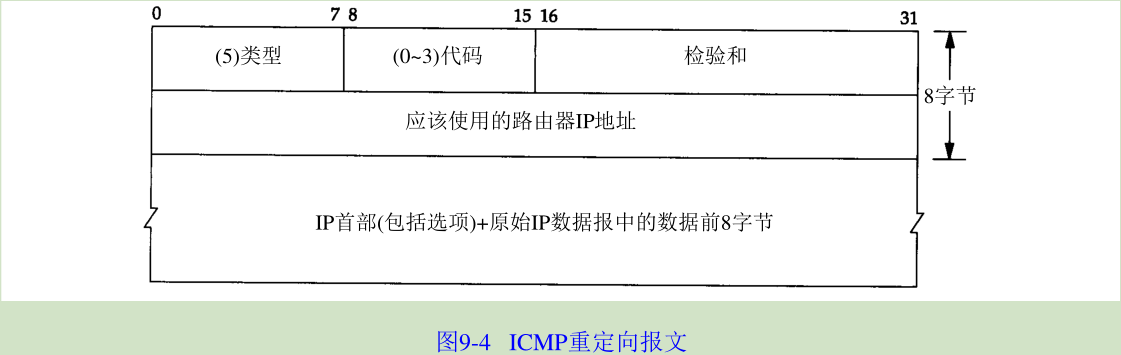 0 7 8 15 16 31
(5)类型 (0~3)代码 检验和
8字节
应该使用的路由器IP地址
IP首部(包括选项)+原始IP数据报中的数据前8字节
图9-4 ICMP重定向报文